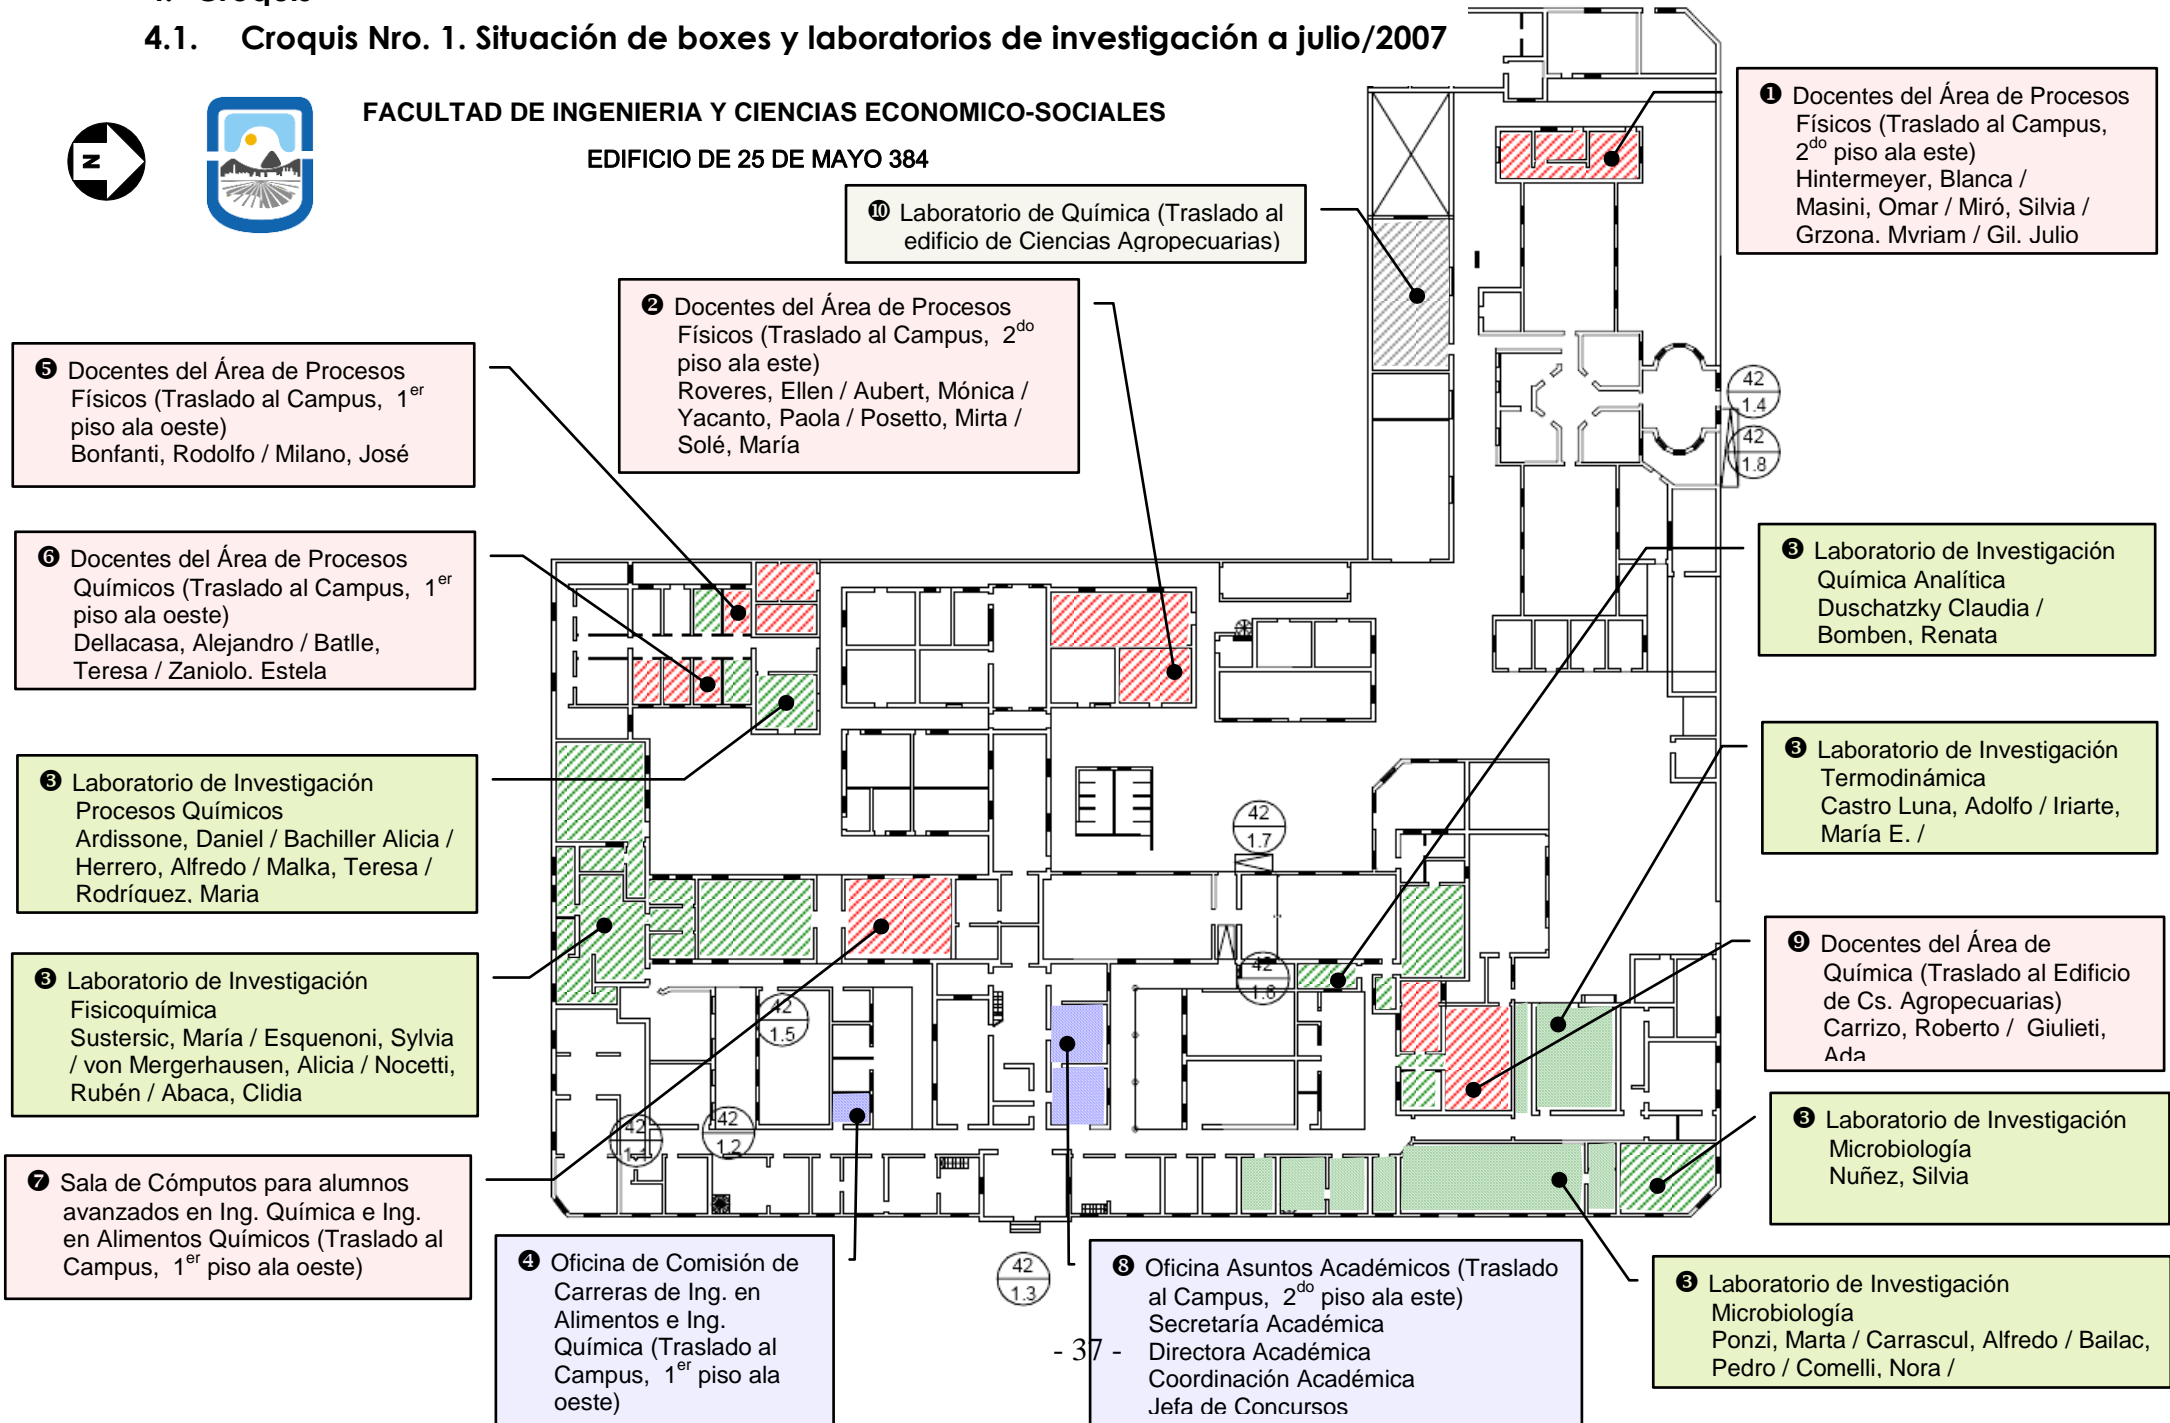 4. Croquis
4.1. Croquis Nro. 1. Situación de boxes y laboratorios de investigación a julio/2007
FACULTAD DE INGENIERIA Y CIENCIAS ECONOMICO-SOCIALES
EDIFICIO DE 25 DE MAYO 384
N
❶ Docentes del Área de Procesos
Físicos (Traslado al Campus,
2do piso ala este)
Hintermeyer, Blanca /
Masini, Omar / Miró, Silvia /
Grzona. Myriam / Gil. Julio
❿ Laboratorio de Química (Traslado al
edificio de Ciencias Agropecuarias)
❷ Docentes del Área de Procesos
Físicos (Traslado al Campus, 2do
piso ala este)
Roveres, Ellen / Aubert, Mónica /
Yacanto, Paola / Posetto, Mirta /
Solé, María
❺ Docentes del Área de Procesos
Físicos (Traslado al Campus, 1er
piso ala oeste)
Bonfanti, Rodolfo / Milano, José
❻ Docentes del Área de Procesos
Químicos (Traslado al Campus, 1er
piso ala oeste)
Dellacasa, Alejandro / Batlle,
Teresa / Zaniolo. Estela
❸ Laboratorio de Investigación
Procesos Químicos
Ardissone, Daniel / Bachiller Alicia /
Herrero, Alfredo / Malka, Teresa /
Rodríguez, Maria
❸ Laboratorio de Investigación
Fisicoquímica
Sustersic, María / Esquenoni, Sylvia
/ von Mergerhausen, Alicia / Nocetti,
Rubén / Abaca, Clidia
❼ Sala de Cómputos para alumnos
avanzados en Ing. Química e Ing.
en Alimentos Químicos (Traslado al
Campus, 1er piso ala oeste)
❹ Oficina de Comisión de
Carreras de Ing. en
Alimentos e Ing.
Química (Traslado al
Campus, 1er piso ala
oeste)
❽ Oficina Asuntos Académicos (Traslado
al Campus, 2do piso ala este)
Secretaría Académica
Directora Académica
Coordinación Académica
Jefa de Concursos
❸ Laboratorio de Investigación
Química Analítica
Duschatzky Claudia /
Bomben, Renata
❸ Laboratorio de Investigación
Termodinámica
Castro Luna, Adolfo / Iriarte,
María E. /
❾ Docentes del Área de
Química (Traslado al Edificio
de Cs. Agropecuarias)
Carrizo, Roberto / Giulieti,
Ada
❸ Laboratorio de Investigación
Microbiología
Nuñez, Silvia
❸ Laboratorio de Investigación
Microbiología
Ponzi, Marta / Carrascul, Alfredo / Bailac,
Pedro / Comelli, Nora /
42
1.4
42
1.8
42
1.7
42
1.6
42
1.5
42
1.1
42
1.2
42
1.3
- 37 -